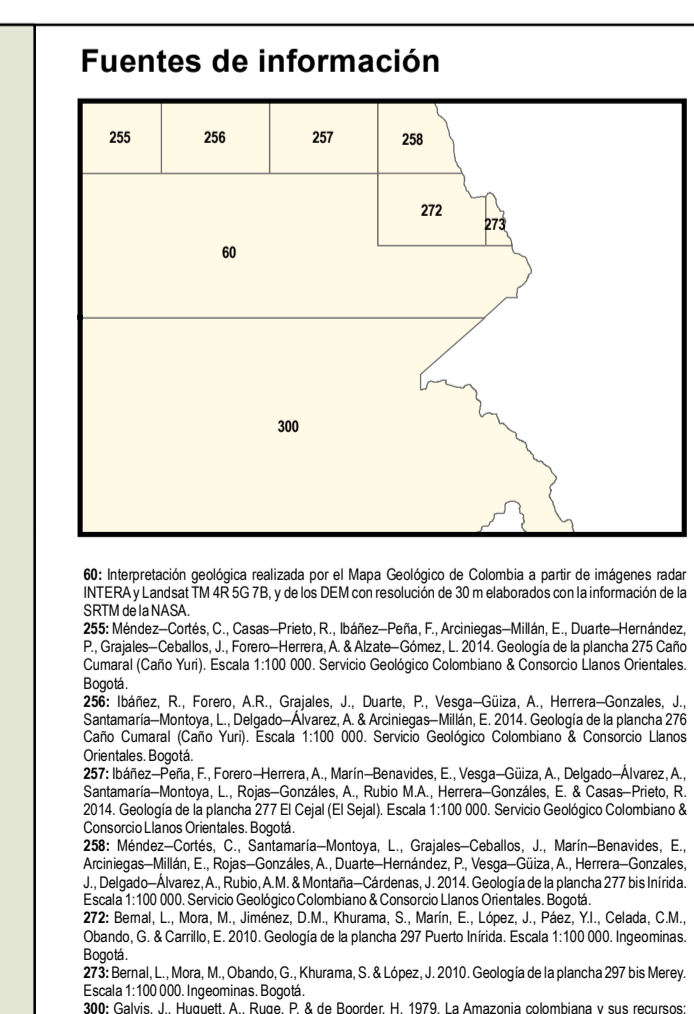 Fuentes de información
255 256 257 258
272
273
60
300
60: Interpretación geológica realizada por el Mapa Geológico de Colombia a partir de imágenes radar
INTERA y Landsat TM 4R 5G 7B, y de los DEM con resolución de 30 m elaborados con la información de la
SRTM de la NASA.
255: Méndez–Cortés, C., Casas–Prieto, R., Ibáñez–Peña, F., Arciniegas–Millán, E., Duarte–Hernández,
P., Grajales–Ceballos, J., Forero–Herrera, A. & Alzate–Gómez, L. 2014. Geología de la plancha 275 Caño
Cumaral (Caño Yuri). Escala 1:100 000. Servicio Geológico Colombiano & Consorcio Llanos Orientales.
Bogotá.
256: Ibáñez, R., Forero, A.R., Grajales, J., Duarte, P., Vesga–Güiza, A., Herrera–Gonzales, J.,
Santamaría–Montoya, L., Delgado–Álvarez, A. & Arciniegas–Millán, E. 2014. Geología de la plancha 276
Caño Cumaral (Caño Yuri). Escala 1:100 000. Servicio Geológico Colombiano & Consorcio Llanos
Orientales. Bogotá.
257: Ibáñez–Peña, F., Forero–Herrera, A., Marín–Benavides, E., Vesga–Güiza, A., Delgado–Álvarez, A.,
Santamaría–Montoya, L., Rojas–Gonzáles, A., Rubio M.A., Herrera–Gonzáles, E. & Casas–Prieto, R.
2014. Geología de la plancha 277 El Cejal (El Sejal). Escala 1:100 000. Servicio Geológico Colombiano &
Consorcio Llanos Orientales. Bogotá.
258: Méndez–Cortés, C., Santamaría–Montoya, L., Grajales–Ceballos, J., Marín–Benavides, E.,
Arciniegas–Millán, E., Rojas–Gonzáles, A., Duarte–Hernández, P., Vesga–Güiza, A., Herrera–Gonzales,
J., Delgado–Álvarez, A., Rubio, A.M. & Montaña–Cárdenas, J. 2014. Geología de la plancha 277 bis Inírida.
Escala 1:100 000. Servicio Geológico Colombiano & Consorcio Llanos Orientales. Bogotá.
272: Bernal, L., Mora, M., Jiménez, D.M., Khurama, S., Marín, E., López, J., Páez, Y.I., Celada, C.M.,
Obando, G. & Carrillo, E. 2010. Geología de la plancha 297 Puerto Inírida. Escala 1:100 000. Ingeominas.
Bogotá.
273: Bernal, L., Mora, M., Obando, G., Khurama, S. & López, J. 2010. Geología de la plancha 297 bis Merey.
Escala 1:100 000. Ingeominas. Bogotá.
300: Galvis, J., Huguett, A., Ruge, P. & de Boorder, H. 1979. La Amazonia colombiana y sus recursos;